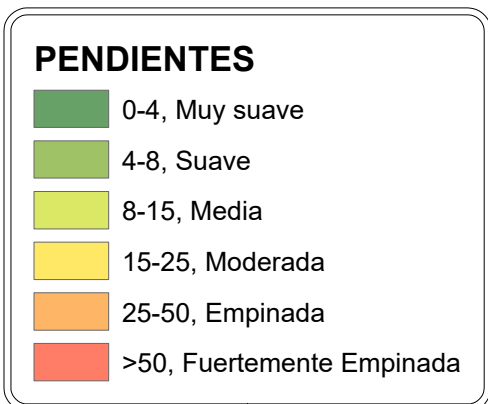 PENDIENTES
0-4, Muy suave
4-8, Suave
8-15, Media
15-25, Moderada
25-50, Empinada
>50, Fuertemente Empinada